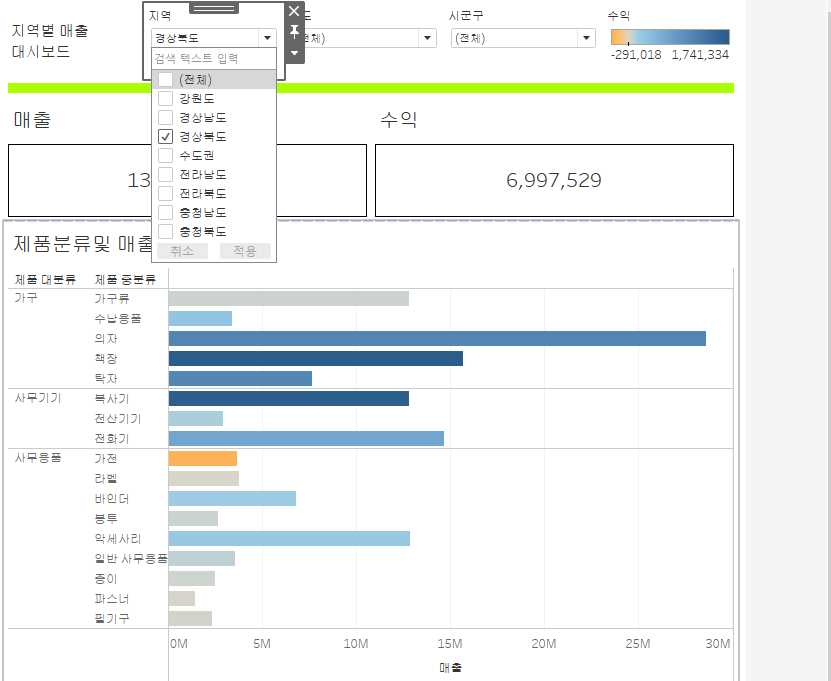 지역별 매출
대시보드
지역
도
시군구
수익
경상북도
(전체)
-291,018 1,741,334
검색 텍스트 입력
(전체)
강원도
경상남도
경상북도
수도권
전라남도
전라북도
충청남도
충청북도
취소 적용
매출
수익
13
6,997,529
제품분류및 매출
제품 대분류 제품 중분류
가구 가구류
수납용품
의자
책장
탁자
사무기기 복사기
전산기기
전화기
사무용품 가전
라벨
바인더
봉투
악세사리
일반 사무용품
종이
파스너
필기구
0M 5M 10M 15M 20M 25M 30M
매출